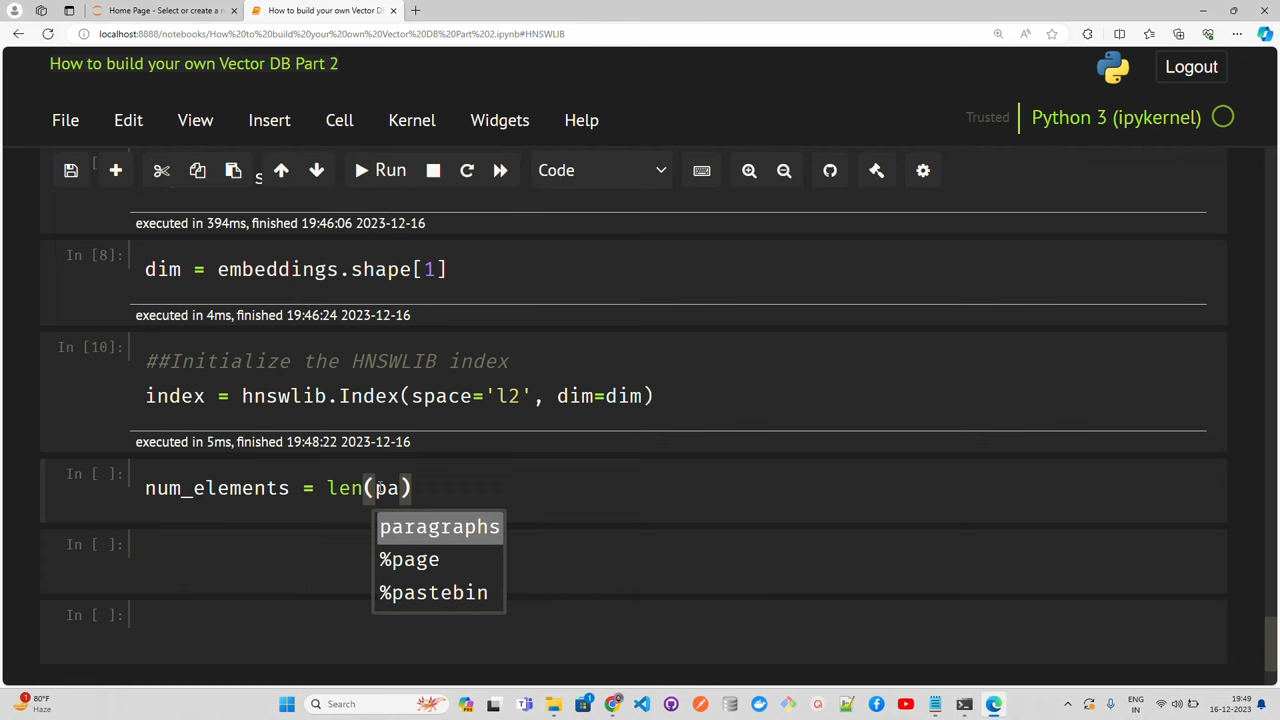 Home Page - Select or create a n
How to build your own Vector D
localhost:8888/notebooks/How%20to%20build%20your%20own%20Vector%20DB%20Part%202.ipynb#HNSWLIB
How to build your own Vector DB Part 2
Logout
File Edit View Insert Cell Kernel Widgets Help
Trusted
Python 3 (ipykernel)
Run
Code
executed in 394ms, finished 19:46:06 2023-12-16
In [8]:
dim = embeddings.shape[1]
executed in 4ms, finished 19:46:24 2023-12-16
In [10]:
##Initialize the HNSWLIB index
index = hnswlib.Index(space='l2', dim=dim)
executed in 5ms, finished 19:48:22 2023-12-16
In [ ]:
num_elements = len(pa)
paragraphs
%page
%pastebin
In [ ]:
In [ ]:
1
80°F
Haze
Search
1
ENG
IN
19:49
16-12-2023